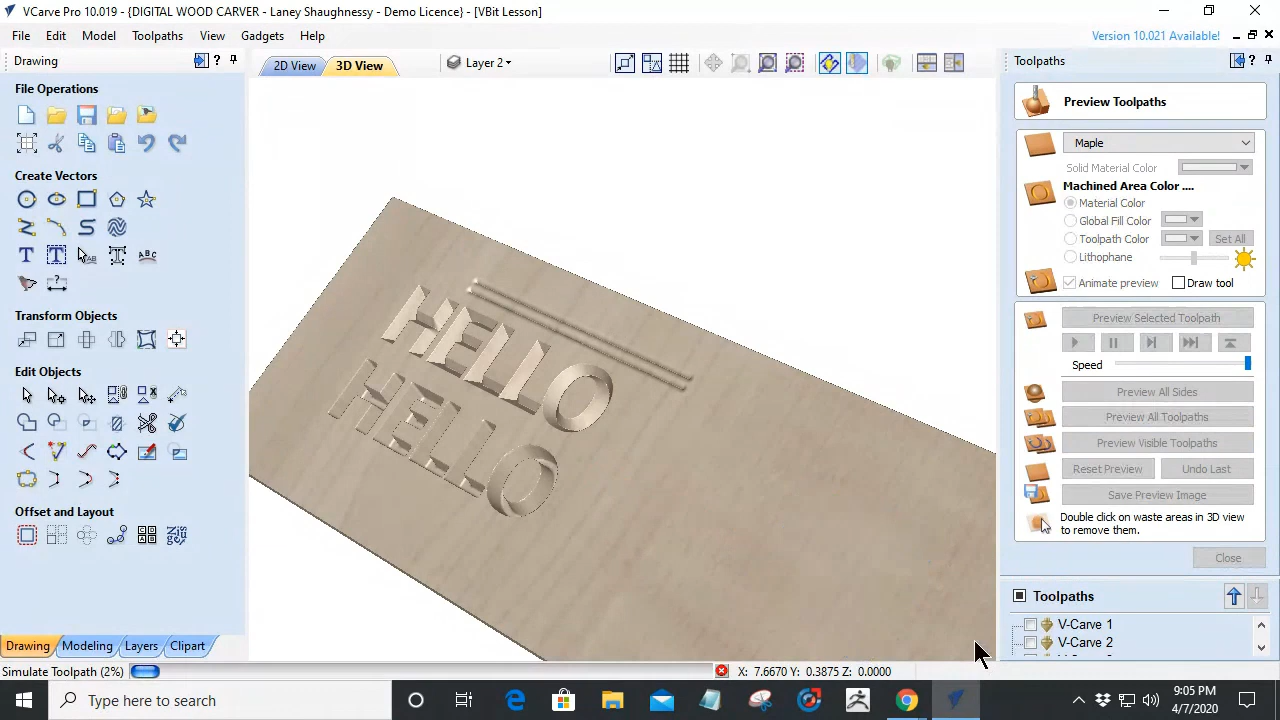 VCarve Pro 10.019 - {DIGITAL WOOD CARVER - Laney Shaughnessy - Demo Licence} - [VBit Lesson]
File Edit Model Toolpaths View Gadgets Help Version 10.021 Available!
Drawing
2D View 3D View Layer 2
Toolpaths
File Operations
Create Vectors
Transform Objects
Edit Objects
Offset and Layout
Drawing Modeling Layers Clipart
HELLO
HELLO
Preview Toolpaths
Maple
Solid Material Color
Machined Area Color ....
Material Color
Global Fill Color
Toolpath Color Set All
Lithophane
Animate preview Draw tool
Preview Selected Toolpath
Speed
Preview All Sides
Preview All Toolpaths
Preview Visible Toolpaths
Reset Preview Undo Last
Save Preview Image
Double click on waste areas in 3D view
to remove them.
Close
Toolpaths
V-Carve 1
V-Carve 2
Simulate Toolpath (2%) X: 7.6670 Y: 0.3875 Z: 0.0000
Type here to search
9:05 PM
4/7/2020